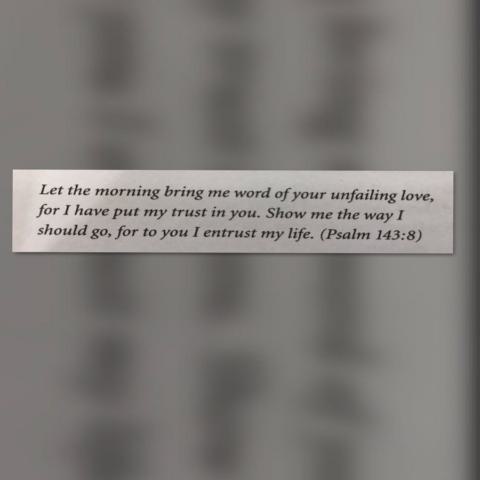 Let the morning bring me word of your unfailing love,
for I have put my trust in you. Show me the way I
should go, for to you I entrust my life. (Psalm 143:8)